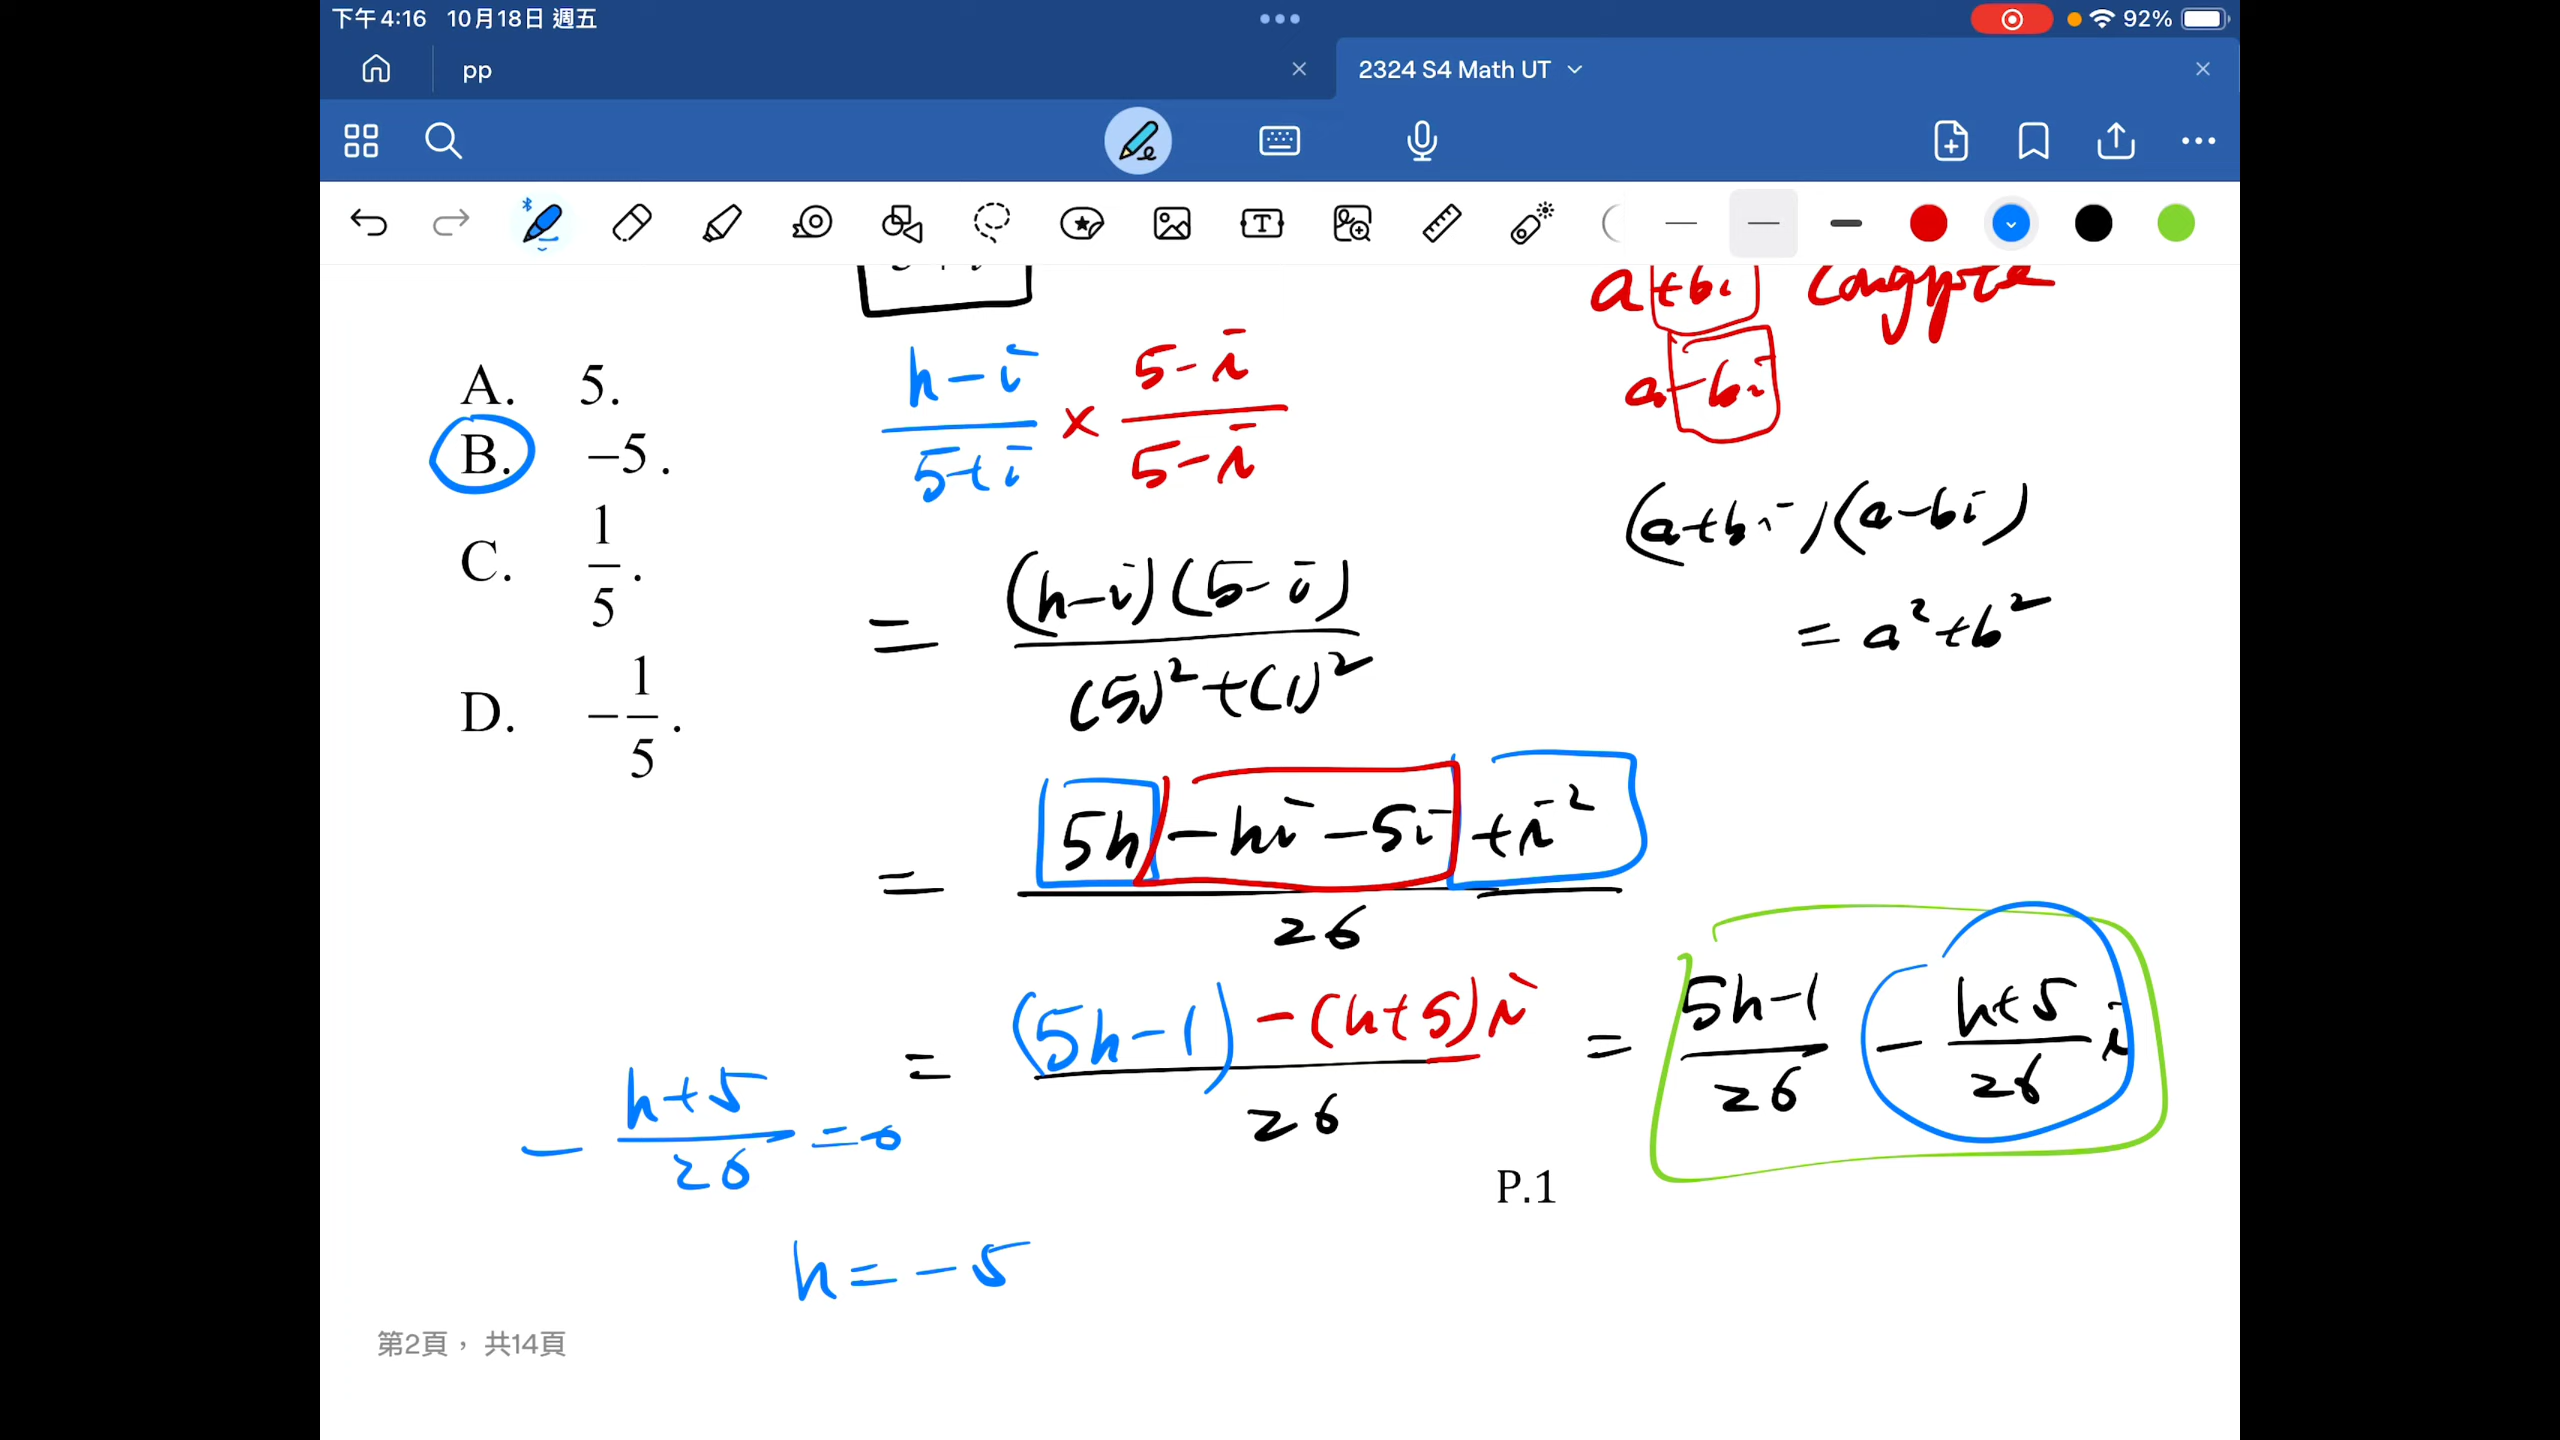 下午4:16 10月18日 週五
92%
pp
2324 S4 Math UT
a+bi
a-bi
A. 5.
B. −5.
C. 1/5.
D. −1/5.
(h-i)/(5+i) × (5-i)/(5-i)
(a+bi)(a-bi)
= a²+b²
= (h-i)(5-i)/((5)²+(1)²)
= (5h-hi-5i+i²)/26
= ((5h-1)-(h+5)i)/26 = (5h-1)/26 - (h+5)/26 i
- (h+5)/26 =0
P.1
h=-5
第2頁， 共14頁